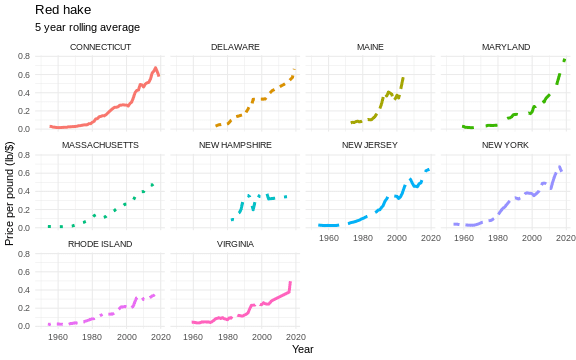 Red hake
5 year rolling average
CONNECTICUT DELAWARE MAINE MARYLAND
0.8
0.6
0.4
0.2
0.0
MASSACHUSETTS NEW HAMPSHIRE NEW JERSEY NEW YORK
0.8
0.6
0.4
0.2
0.0
1960 1980 2000 2020 1960 1980 2000 2020
RHODE ISLAND VIRGINIA
0.8
0.6
0.4
0.2
0.0
1960 1980 2000 2020 1960 1980 2000 2020
Year
Price per pound (lb/$)